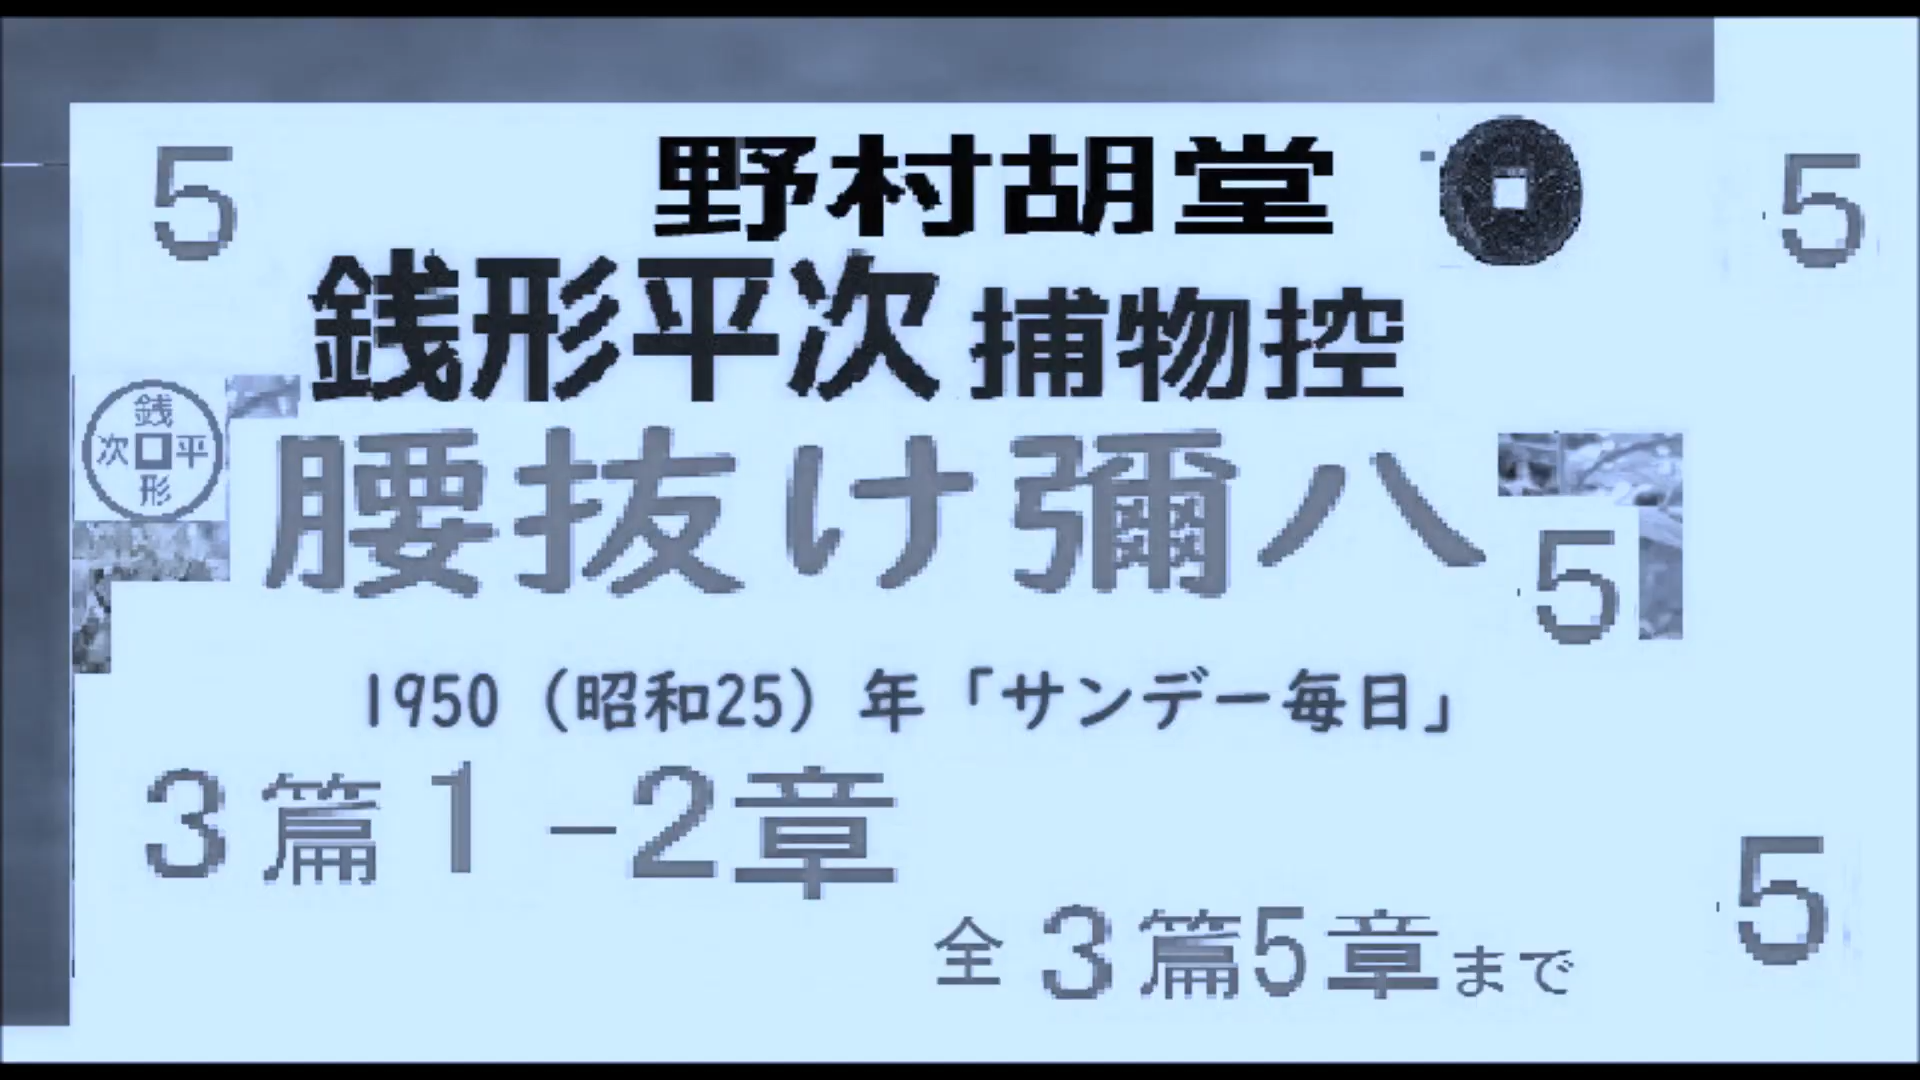 5
野村胡堂
5
銭形平次 捕物控
銭形平次
腰抜け彌八
5
1950（昭和25）年「サンデー毎日」
３篇１−２章
5
全３篇5章まで